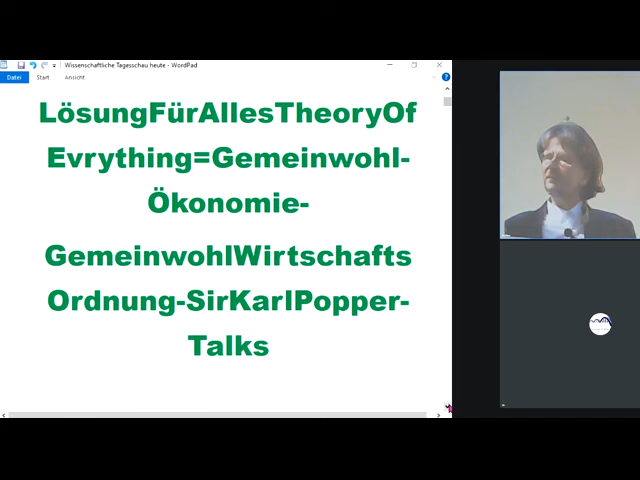 Wissenschaftliche Tagesschau heute - WordPad
Datei Start Ansicht
LösungFürAllesTheoryOf
Evrything=Gemeinwohl-
Ökonomie-
GemeinwohlWirtschafts
Ordnung-SirKarlPopper-
Talks